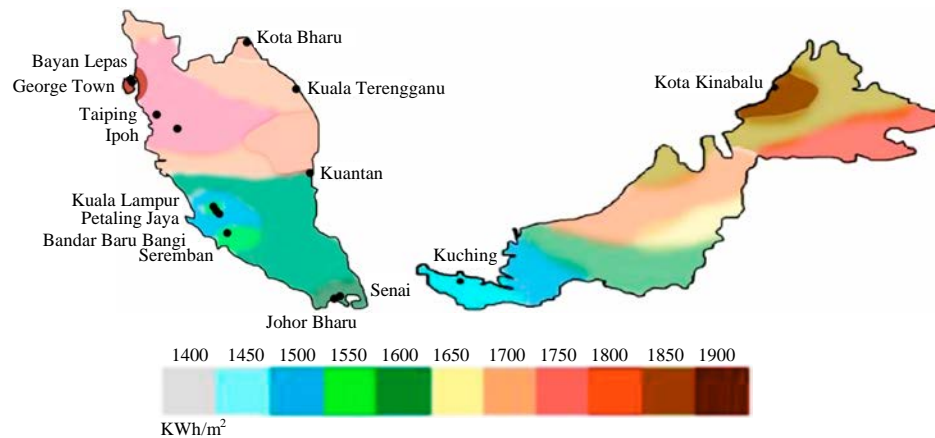 Kota Bharu
Bayan Lepas
George Town
Kuala Terengganu
Kota Kinabalu
Taiping
Ipoh
Kuantan
Kuala Lampur
Petaling Jaya
Bandar Baru Bangi
Seremban
Kuching
Senai
Johor Bharu
1400 1450 1500 1550 1600 1650 1700 1750 1800 1850 1900
KWh/m²